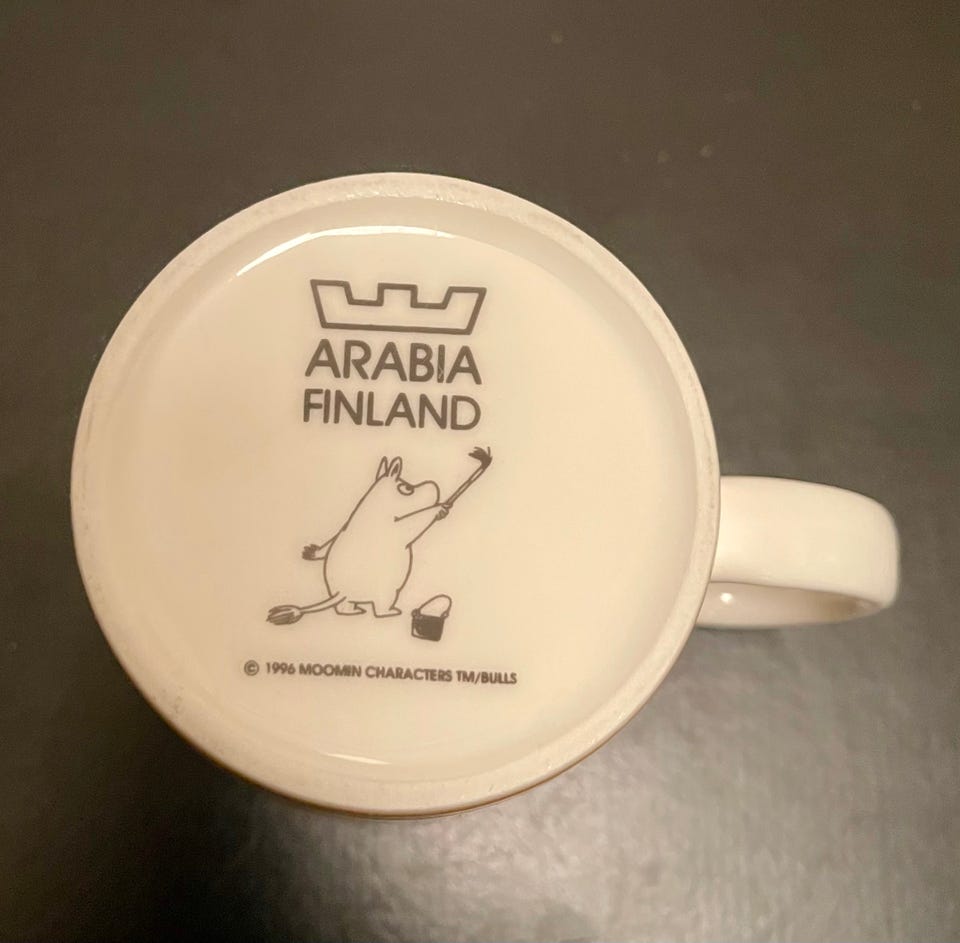 ARABIA
FINLAND
© 1996 MOOMIN CHARACTERS TM/BULLS